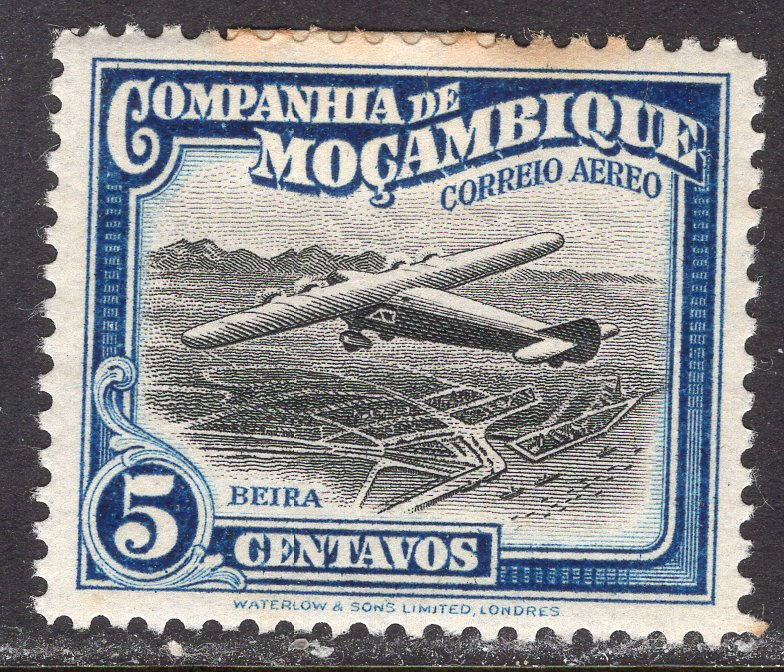 COMPANHIA DE
MOÇAMBIQUE
CORREIO AEREO
BEIRA
5
CENTAVOS
WATERLOW & SONS LIMITED, LONDRES.